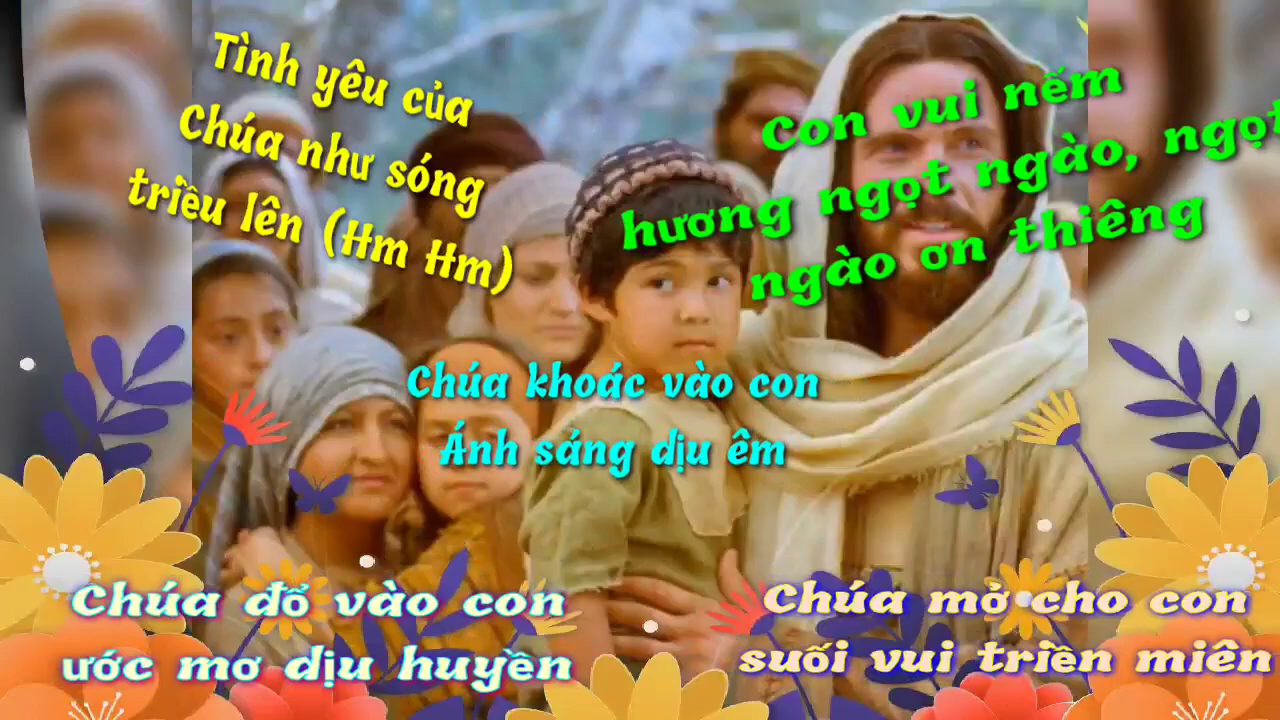 Tình yêu của
Chúa như sóng
triều lên (Hm Hm)
Con vui nếm
hương ngọt ngào, ngọt
ngào ơn thiêng
Chúa khoác vào con
Ánh sáng dịu êm
Chúa đổ vào con
ước mơ dịu huyền
Chúa mở cho con
suối vui triền miên